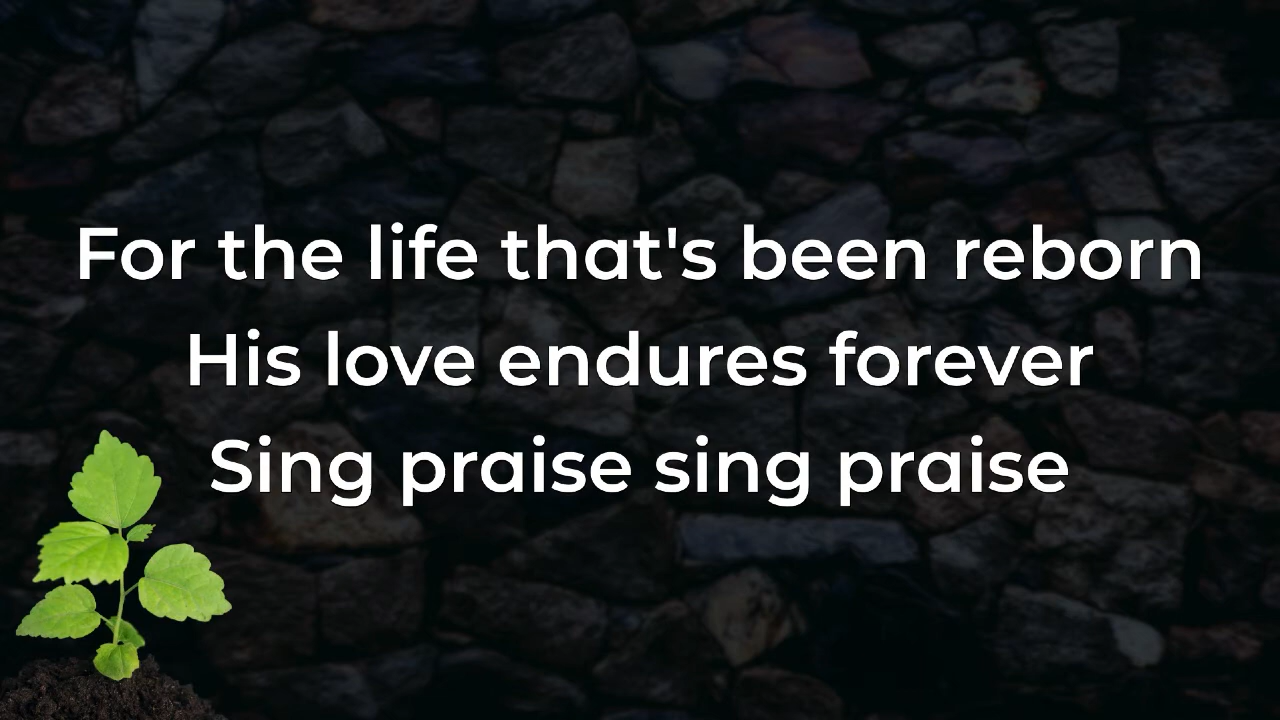 For the life that's been reborn
His love endures forever
Sing praise sing praise